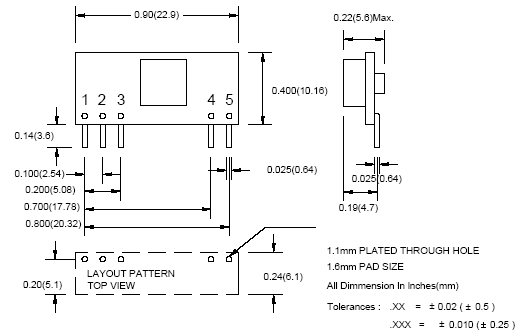 0.90(22.9)
0.22(5.6)Max.
1 2 3 4 5
0.400(10.16)
0.14(3.6)
0.100(2.54)
0.200(5.08)
0.700(17.78)
0.800(20.32)
0.025(0.64)
0.025(0.64)
0.19(4.7)
LAYOUT PATTERN
TOP VIEW
0.20(5.1)
0.24(6.1)
1.1mm PLATED THROUGH HOLE
1.6mm PAD SIZE
All Dimmension In Inches(mm)
Tolerances : .XX = ± 0.02 ( ± 0.5 )
.XXX = ± 0.010 ( ± 0.25 )